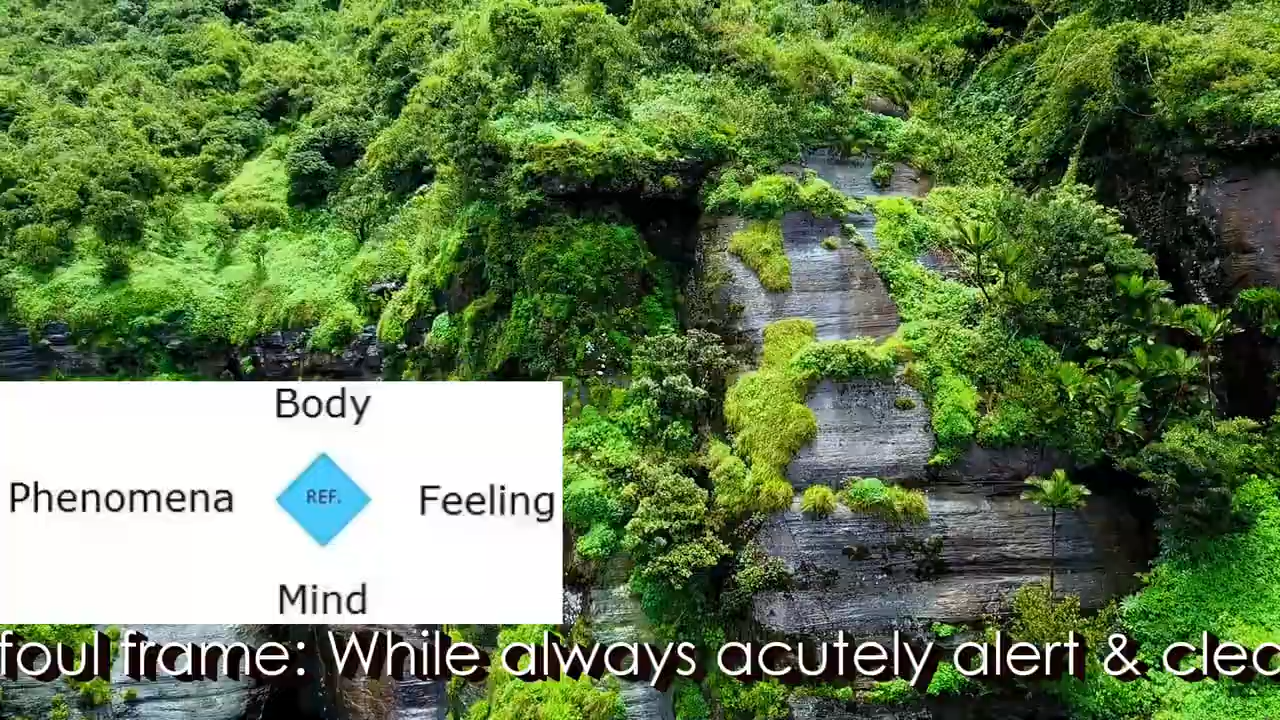 Body
Phenomena REF. Feeling
Mind
foul frame: While always acutely alert & clea